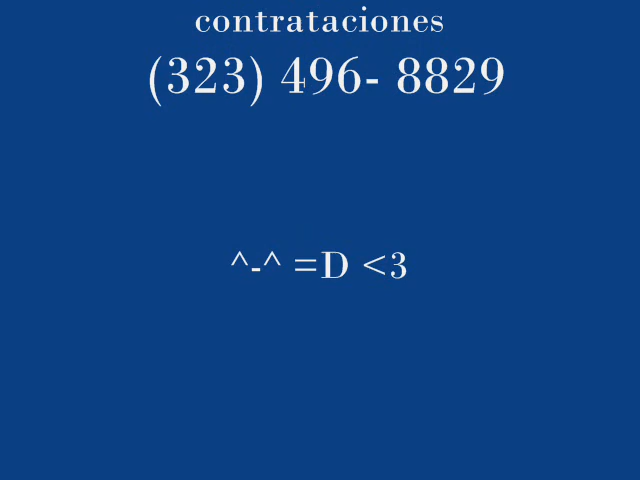 contrataciones
(323) 496- 8829
^-^ =D <3